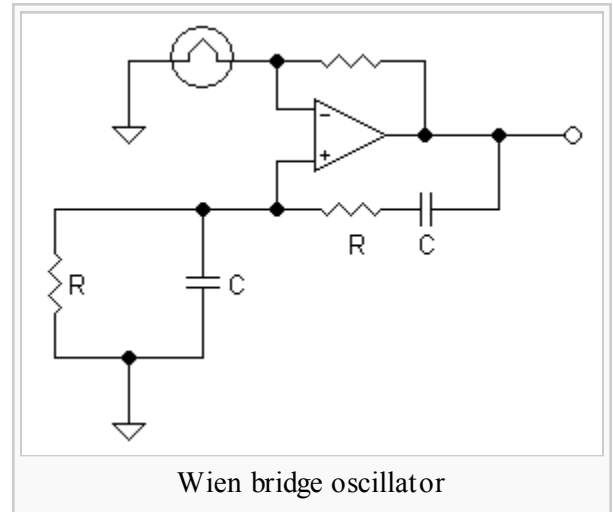 −
+
R C
R C
Wien bridge oscillator